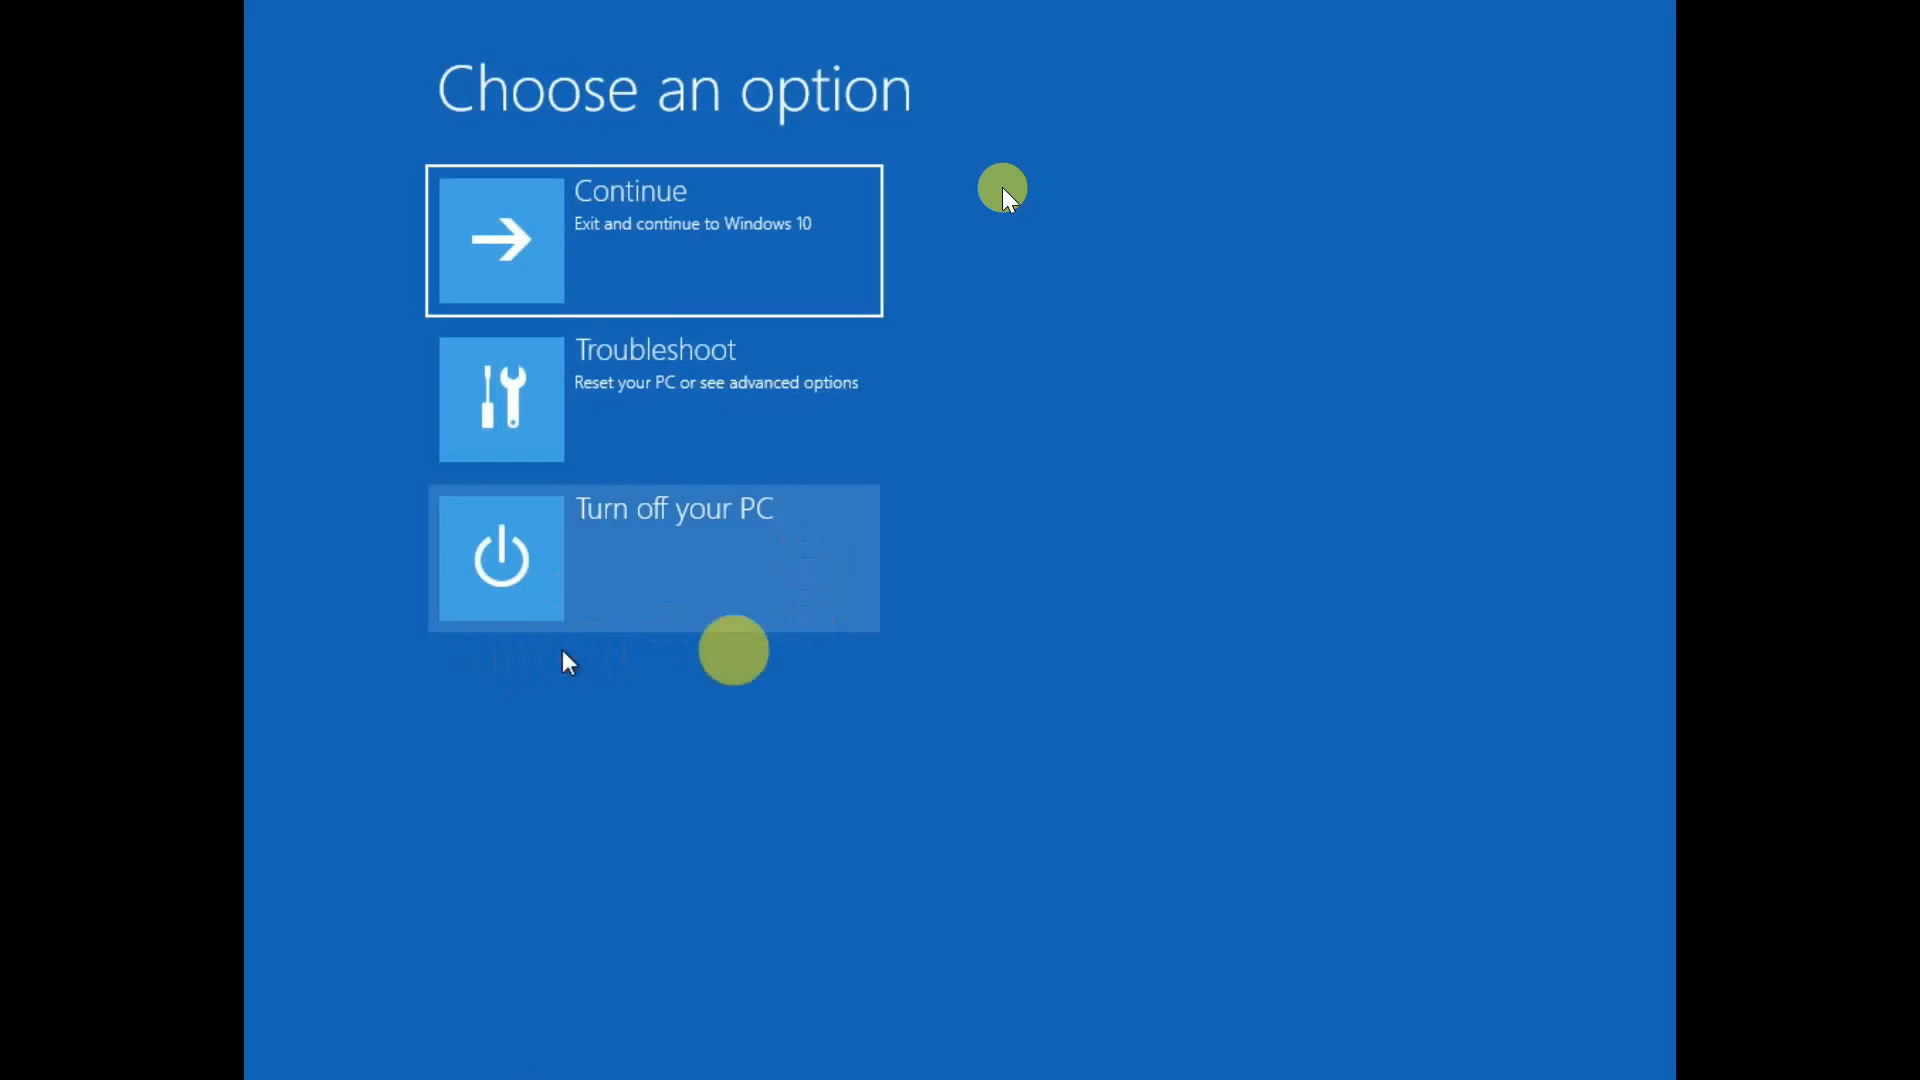 Choose an option
Continue
Exit and continue to Windows 10
Troubleshoot
Reset your PC or see advanced options
Turn off your PC